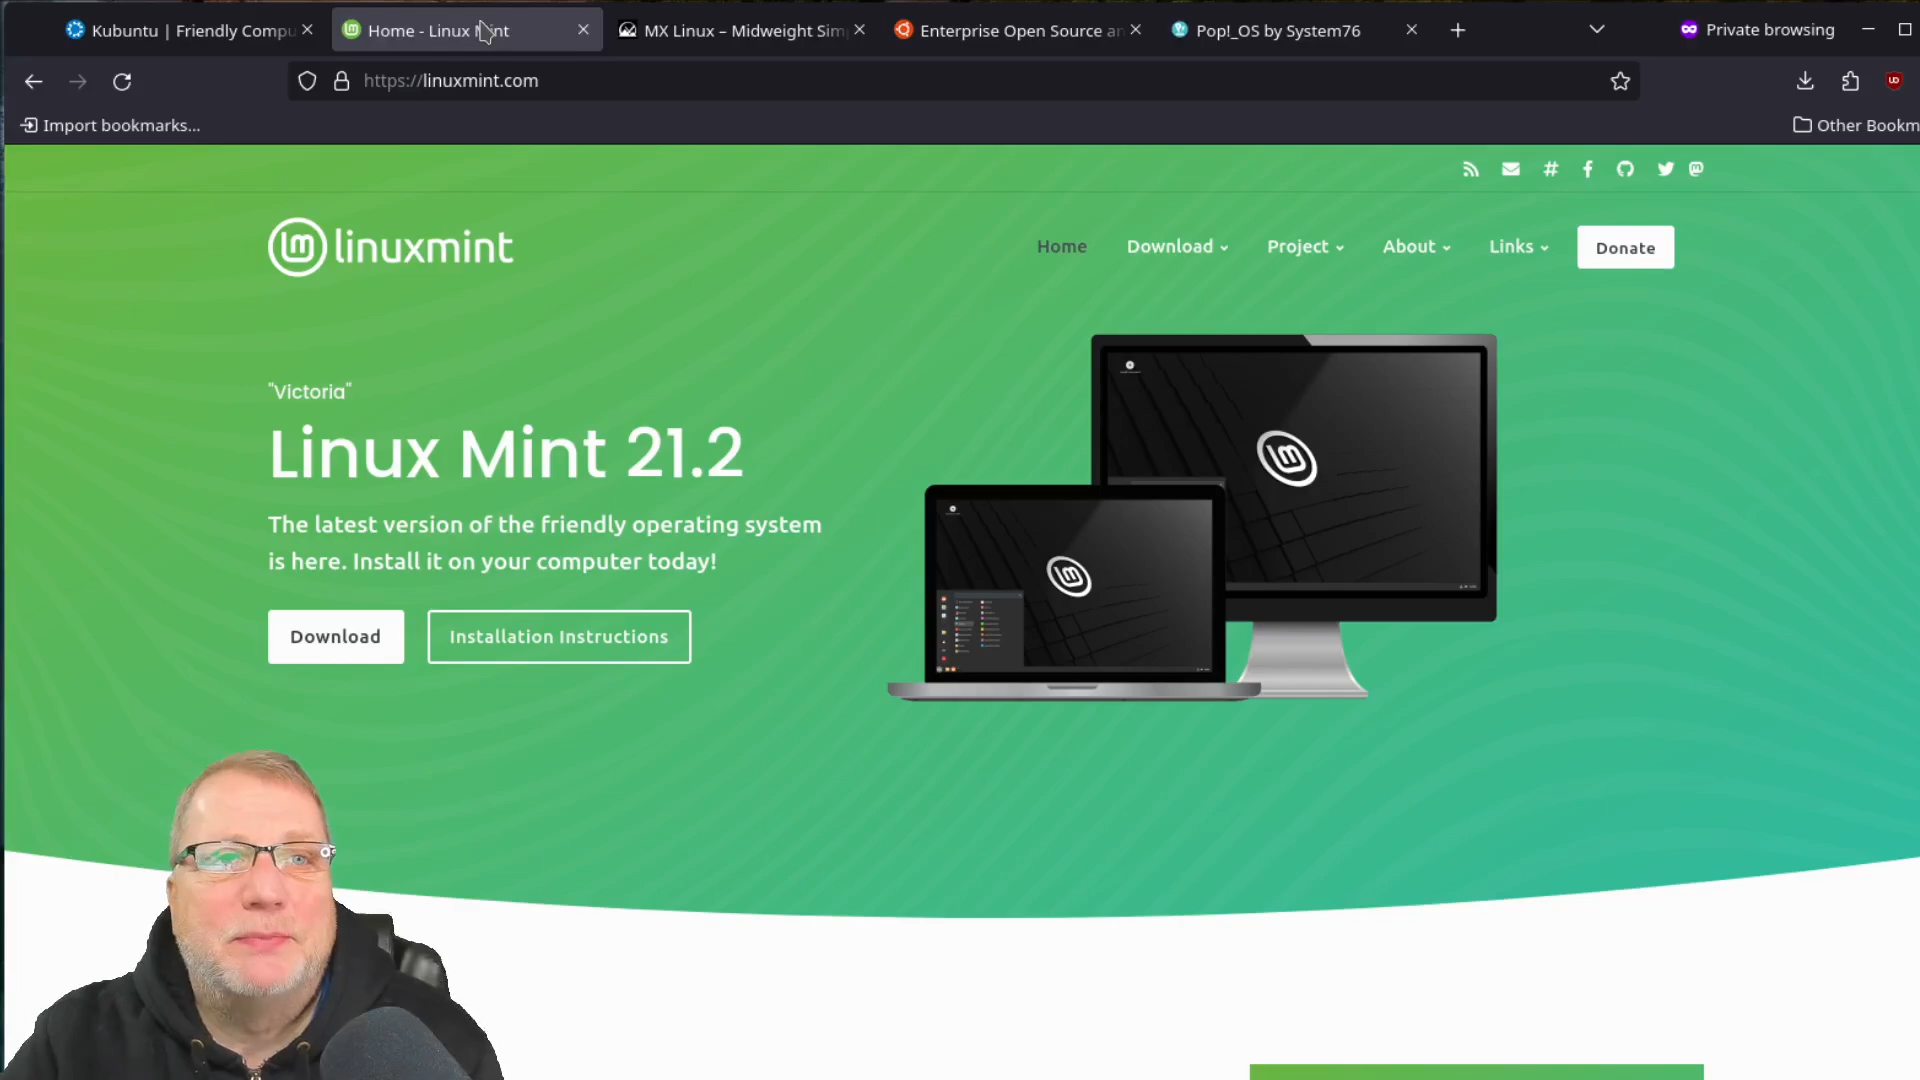 Kubuntu | Friendly Compu
Home - Linux Mint
MX Linux – Midweight Sim
Enterprise Open Source an
Pop!_OS by System76
Private browsing
https://linuxmint.com
Import bookmarks...
Other Bookm
linuxmint
Home
Download
Project
About
Links
Donate
"Victoria"
Linux Mint 21.2
The latest version of the friendly operating system
is here. Install it on your computer today!
Download
Installation Instructions